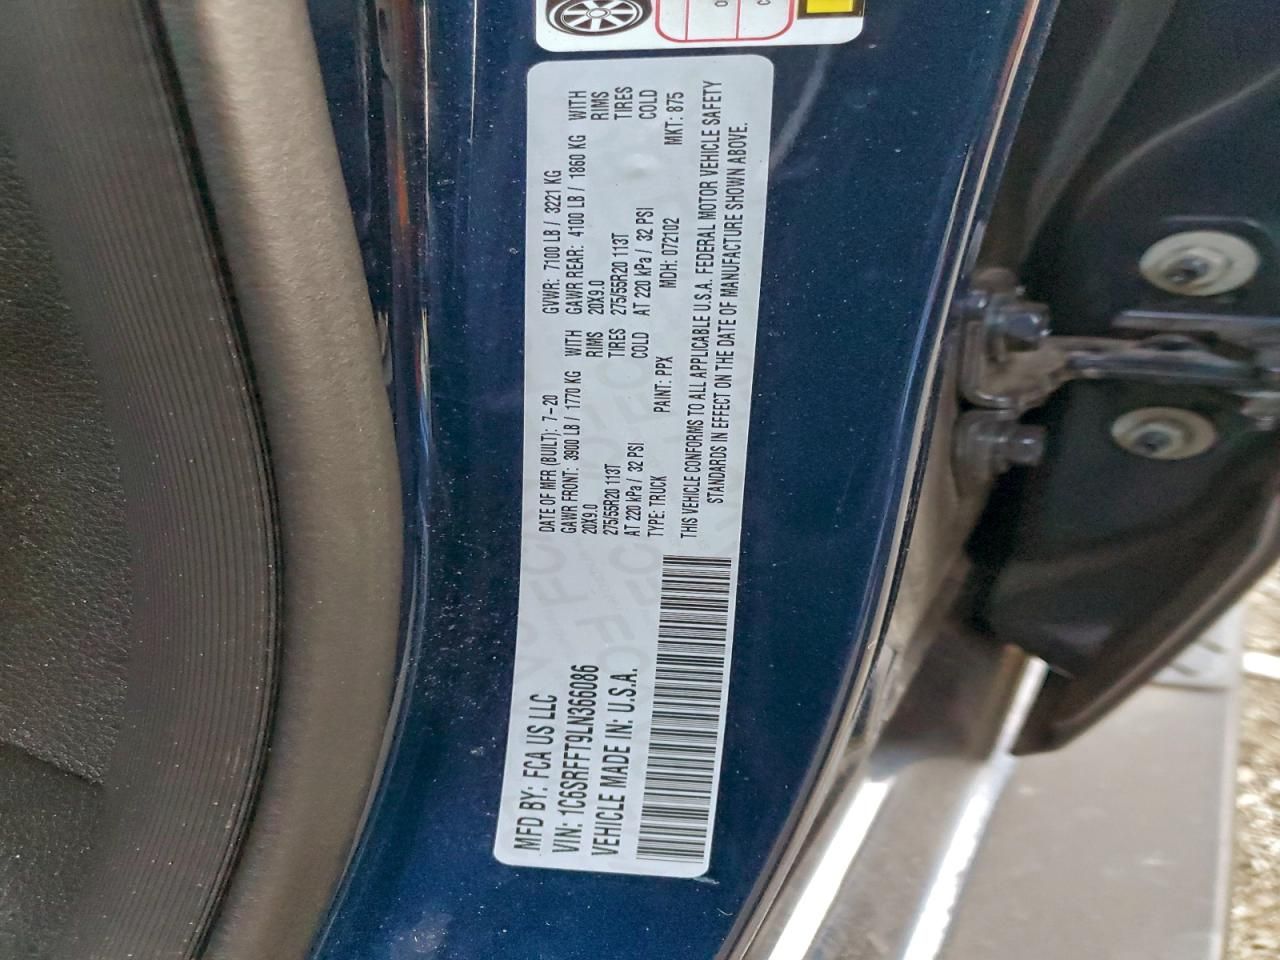 MFD BY: FCA US LLC
VIN: 1C6SRFFT9LN366086
VEHICLE MADE IN: U.S.A.
DATE OF MFR (BUILT): 7-20 GVWR: 7100 LB / 3221 KG
GAWR FRONT: 3900 LB / 1770 KG WITH GAWR REAR: 4100 LB / 1860 KG WITH
20X9.0 RIMS 20X9.0 RIMS
275/55R20 113T TIRES 275/55R20 113T TIRES
AT 220 kPa / 32 PSI COLD AT 220 kPa / 32 PSI COLD
TYPE: TRUCK PAINT: PPX MDH: 072102 MKT: 875
THIS VEHICLE CONFORMS TO ALL APPLICABLE U.S.A. FEDERAL MOTOR VEHICLE SAFETY
STANDARDS IN EFFECT ON THE DATE OF MANUFACTURE SHOWN ABOVE.